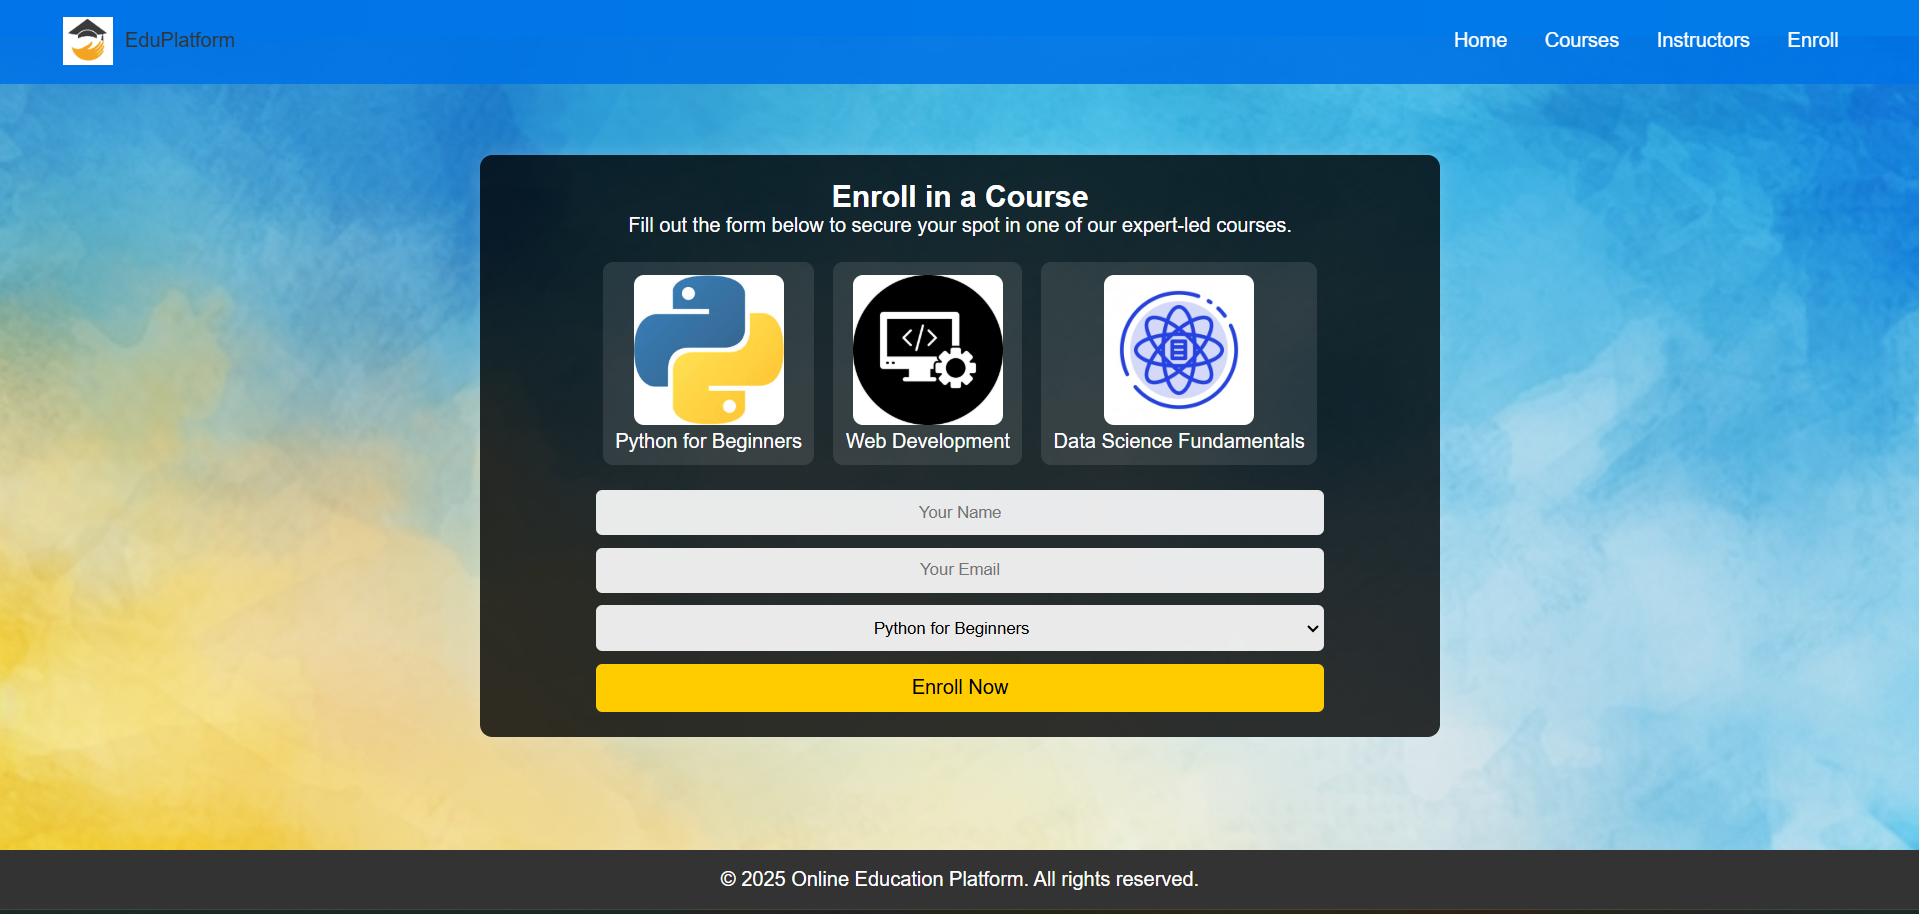 EduPlatform
Home Courses Instructors Enroll
Enroll in a Course
Fill out the form below to secure your spot in one of our expert-led courses.
Python for Beginners
Web Development
Data Science Fundamentals
Your Name
Your Email
Python for Beginners
Enroll Now
© 2025 Online Education Platform. All rights reserved.